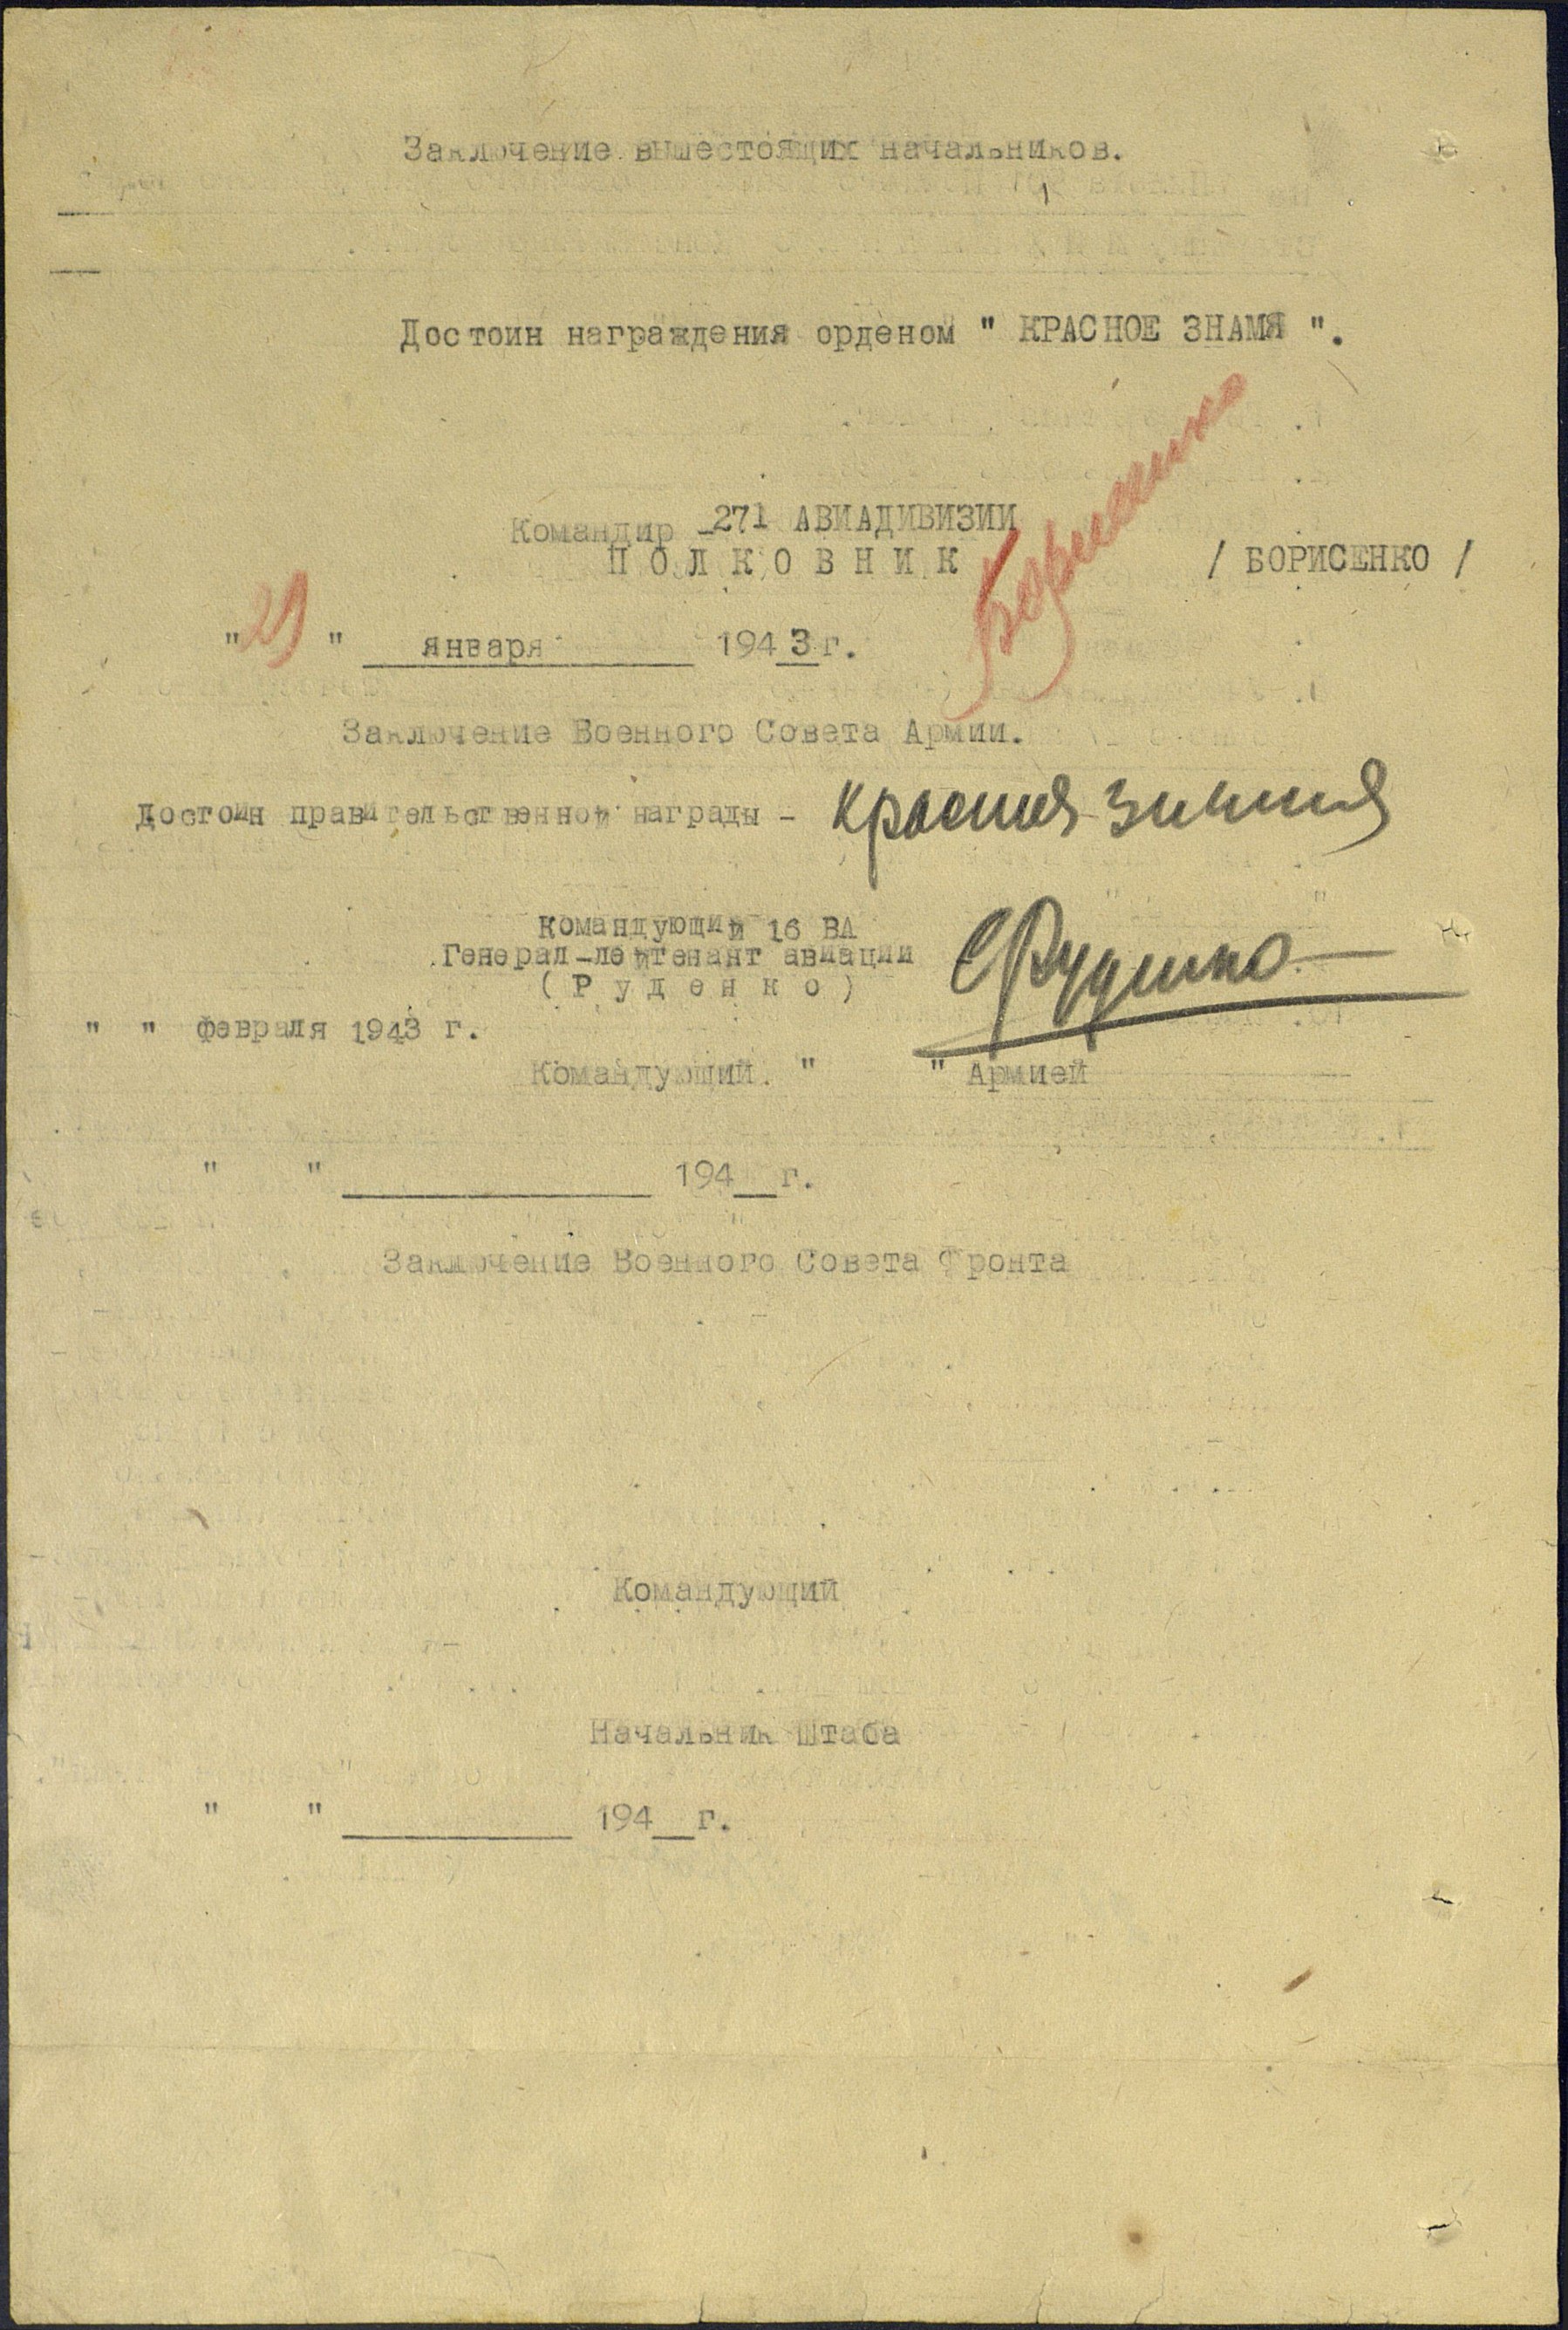 Заключение вышестоящих начальников.
Достоин награждения орденом " КРАСНОЕ ЗНАМЯ ".
Командир 271 АВИАДИВИЗИИ
ПОЛКОВНИК Борисенко / БОРИСЕНКО /
" 29 " января 1943 г.
Заключение Военного Совета Армии.
достоин правительственной награды - Красное знамя
Командующий 16 ВА
Генерал-лейтенант авиации
( Р у д е н к о ) С Руденко
" " февраля 1943 г.
Командующий " " Армией
" " 194 г.
Заключение Военного Совета Фронта
Командующий
Начальник Штаба
" " 194 г.